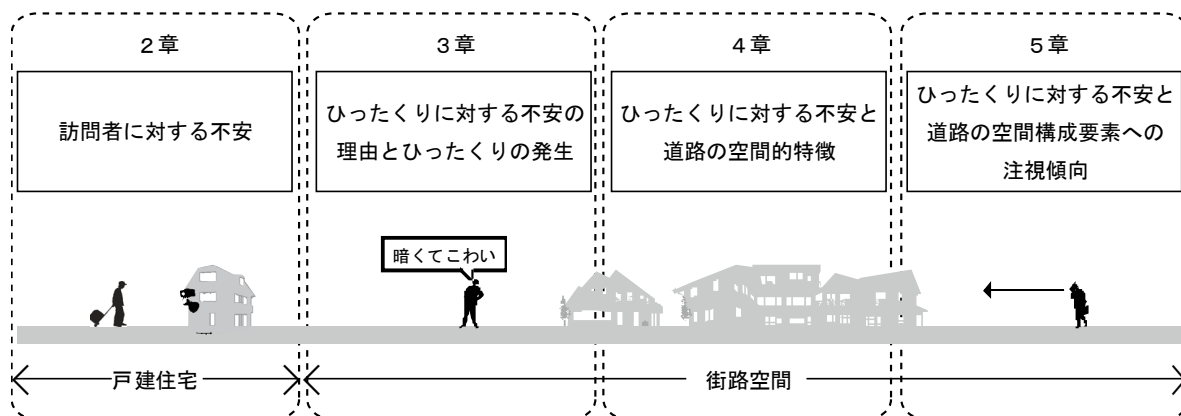 2章
訪問者に対する不安
3章
ひったくりに対する不安の
理由とひったくりの発生
4章
ひったくりに対する不安と
道路の空間的特徴
5章
ひったくりに対する不安と
道路の空間構成要素への
注視傾向
暗くてこわい
戸建住宅
街路空間